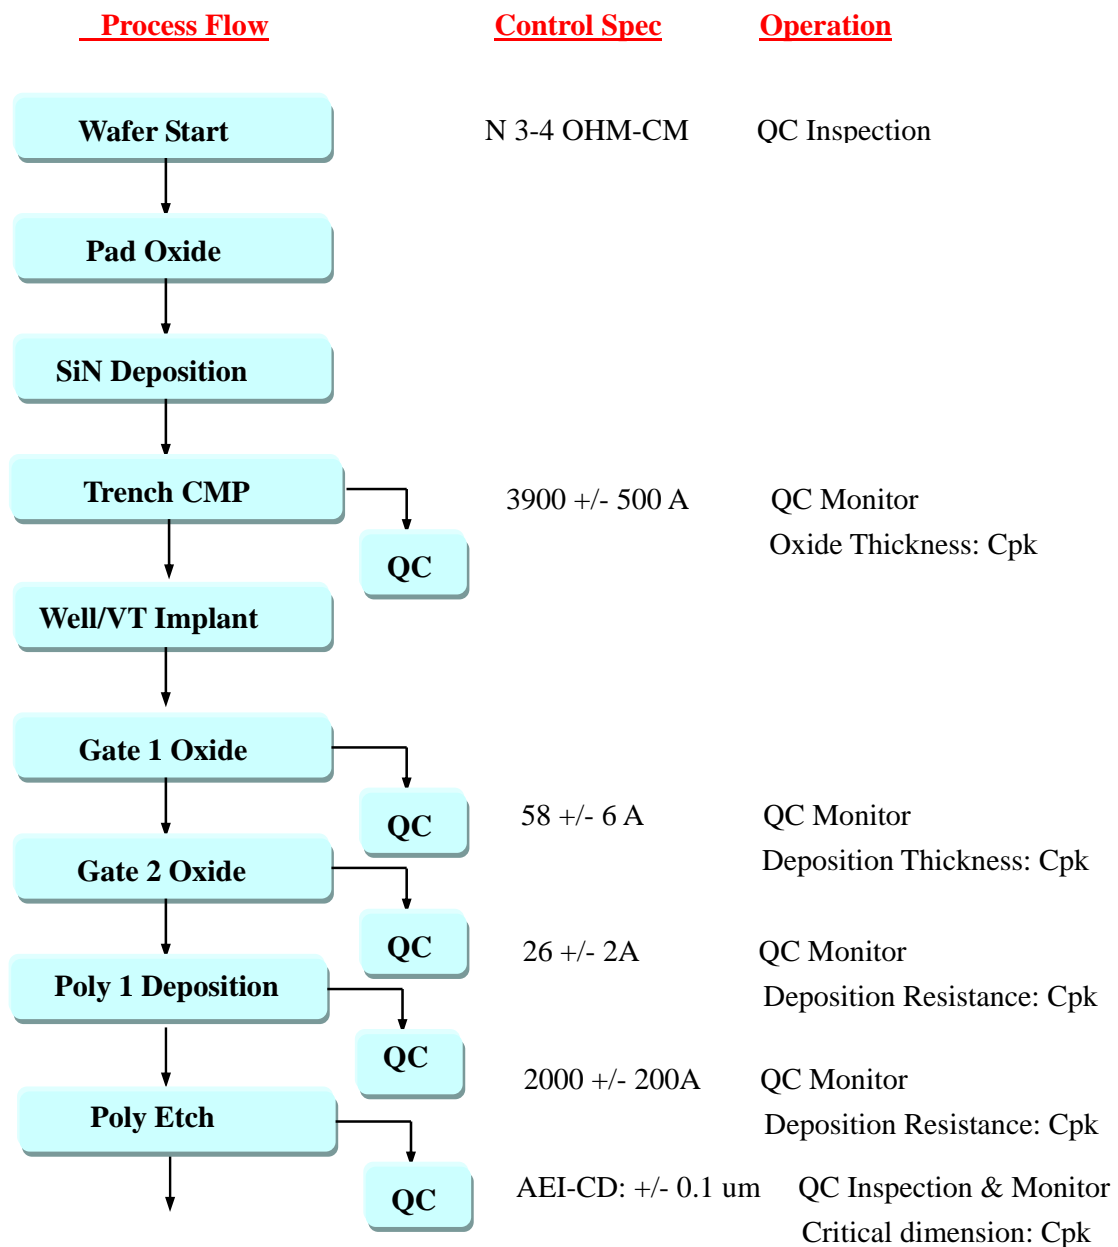 Process Flow Control Spec Operation
Wafer Start N 3-4 OHM-CM QC Inspection
Pad Oxide
SiN Deposition
Trench CMP 3900 +/- 500 A QC Monitor
Oxide Thickness: Cpk
QC
Well/VT Implant
Gate 1 Oxide
QC 58 +/- 6 A QC Monitor
Deposition Thickness: Cpk
Gate 2 Oxide
QC 26 +/- 2A QC Monitor
Poly 1 Deposition Deposition Resistance: Cpk
QC 2000 +/- 200A QC Monitor
Poly Etch Deposition Resistance: Cpk
QC AEI-CD: +/- 0.1 um QC Inspection & Monitor
Critical dimension: Cpk